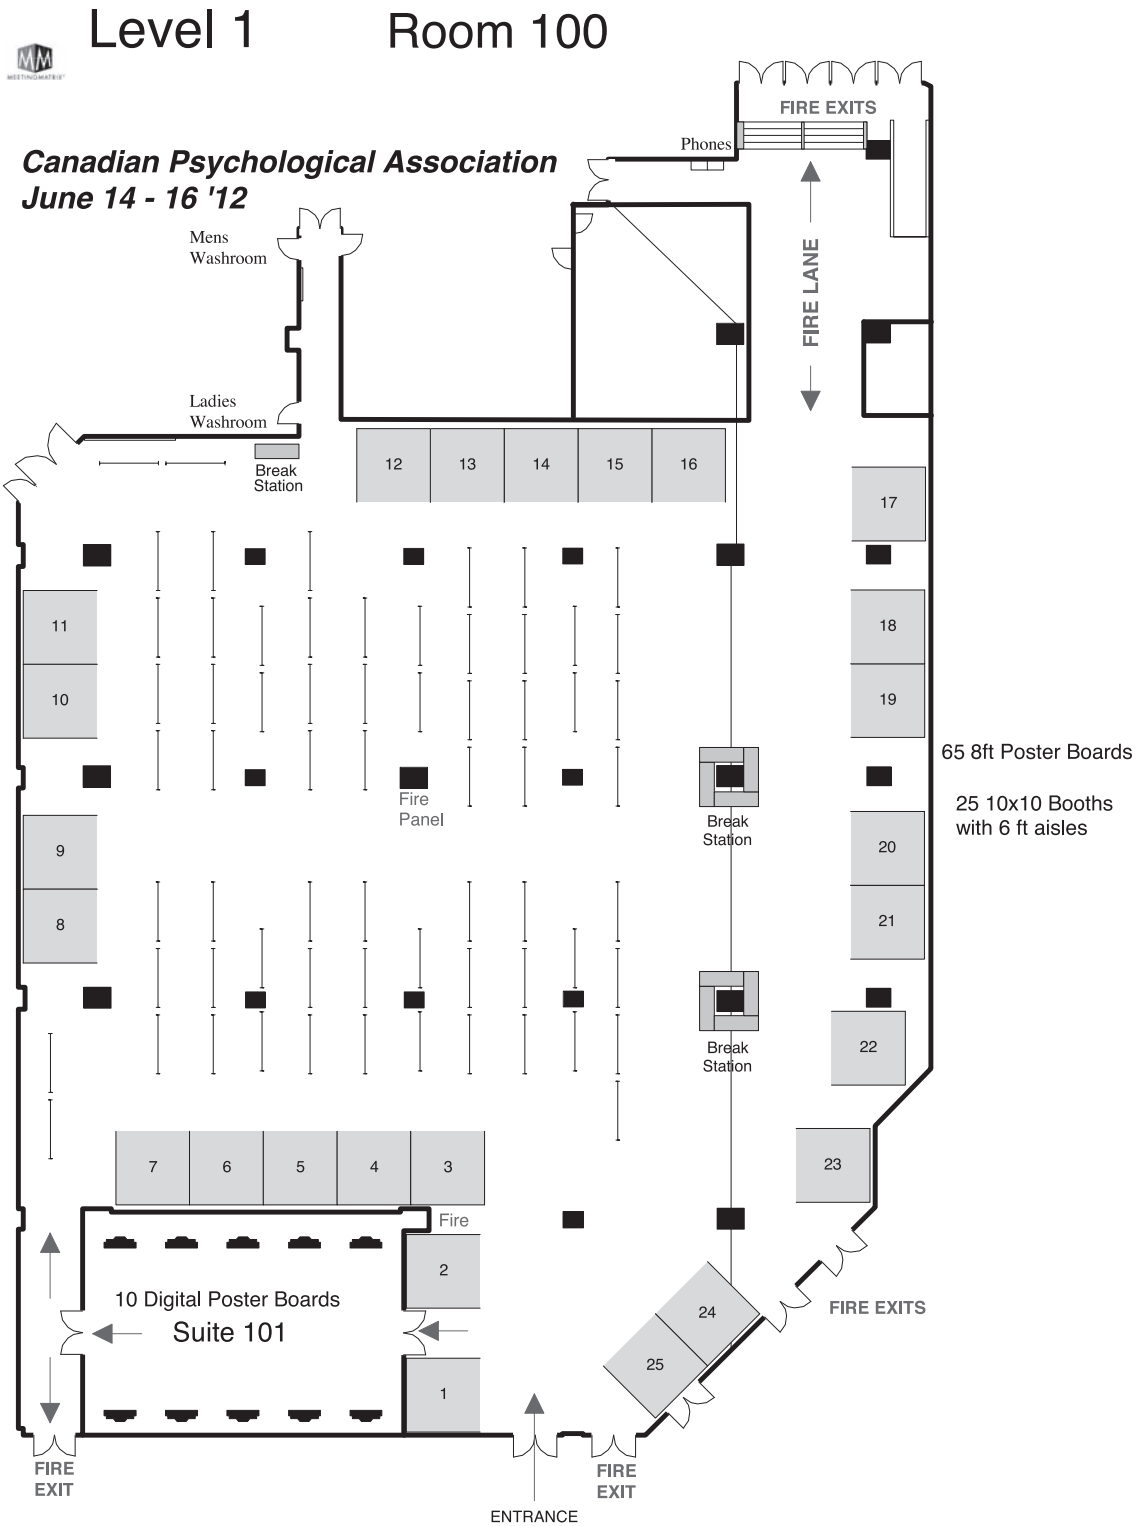 Level 1
Room 100
MM
MEETINGMATRIX
FIRE EXITS
Phones
Canadian Psychological Association
June 14 - 16 '12
Mens
Washroom
FIRE LANE
Ladies
Washroom
Break
Station
12
13
14
15
16
17
11
18
10
19
65 8ft Poster Boards
Fire
Panel
25 10x10 Booths
with 6 ft aisles
Break
Station
9
20
8
21
Break
Station
22
7
6
5
4
3
23
Fire
2
10 Digital Poster Boards
Suite 101
24
FIRE EXITS
25
1
FIRE
EXIT
FIRE
EXIT
ENTRANCE